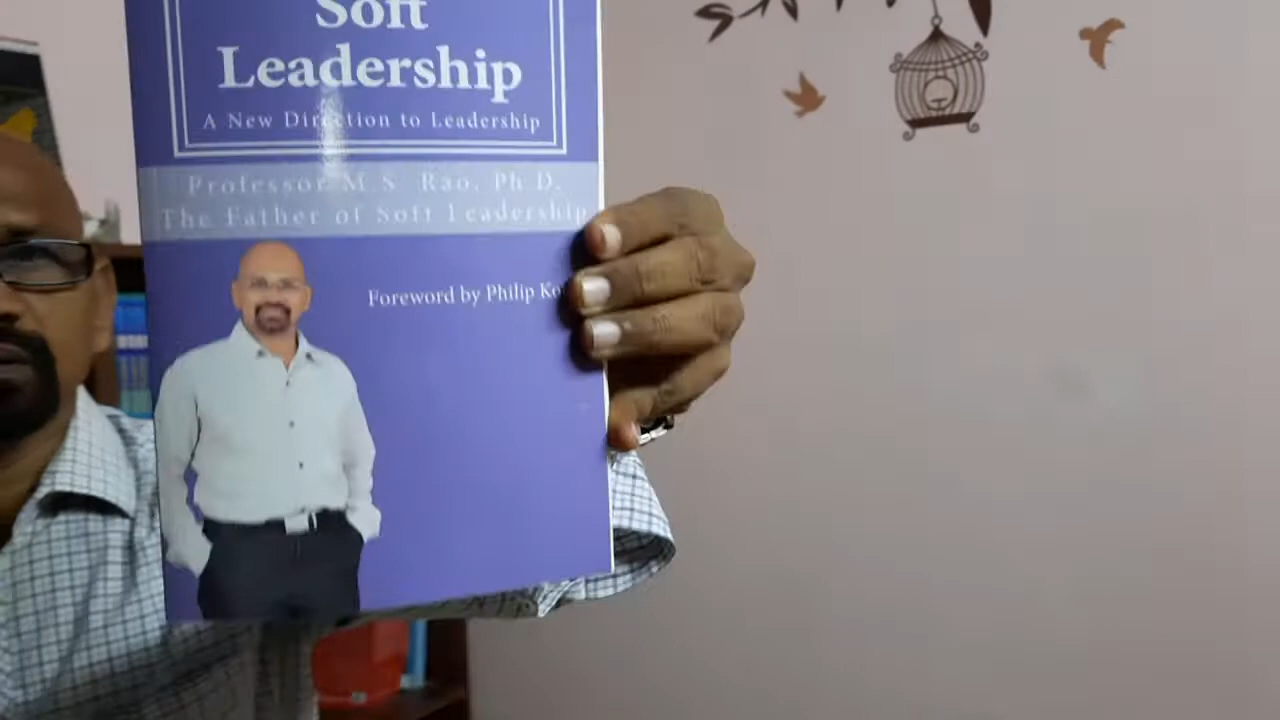 Soft
Leadership
A New Direction to Leadership
Professor M.S. Rao, Ph.D.
The Father of Soft Leadership
Foreword by Philip